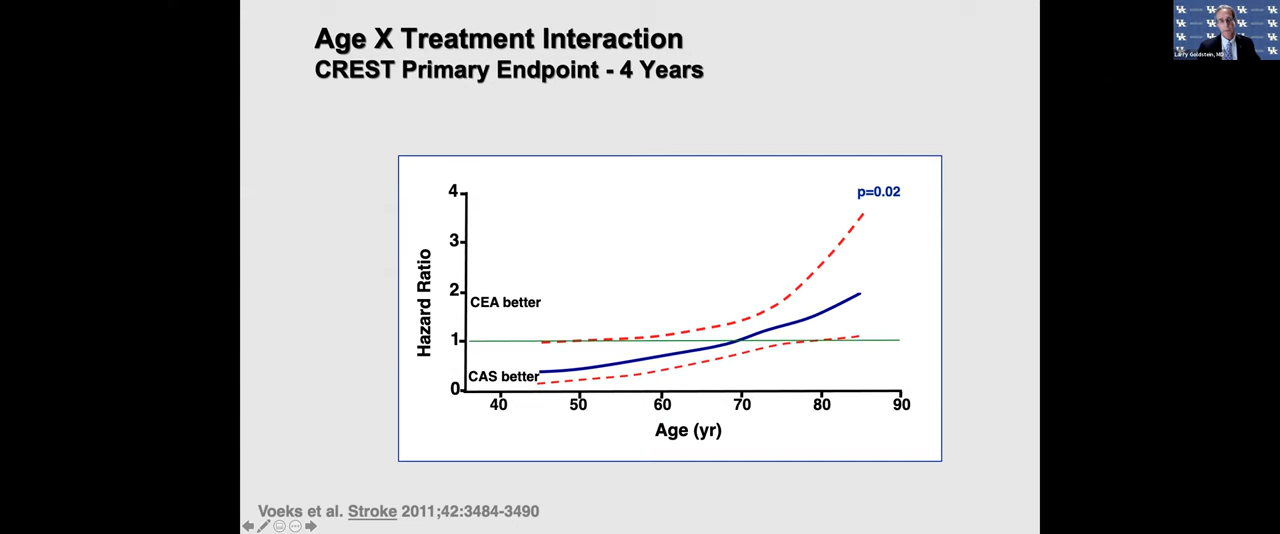 Age X Treatment Interaction
CREST Primary Endpoint - 4 Years
Larry Goldstein, MD
p=0.02
4
3
2
1
0
Hazard Ratio
CEA better
CAS better
40 50 60 70 80 90
Age (yr)
Voeks et al. Stroke 2011;42:3484-3490